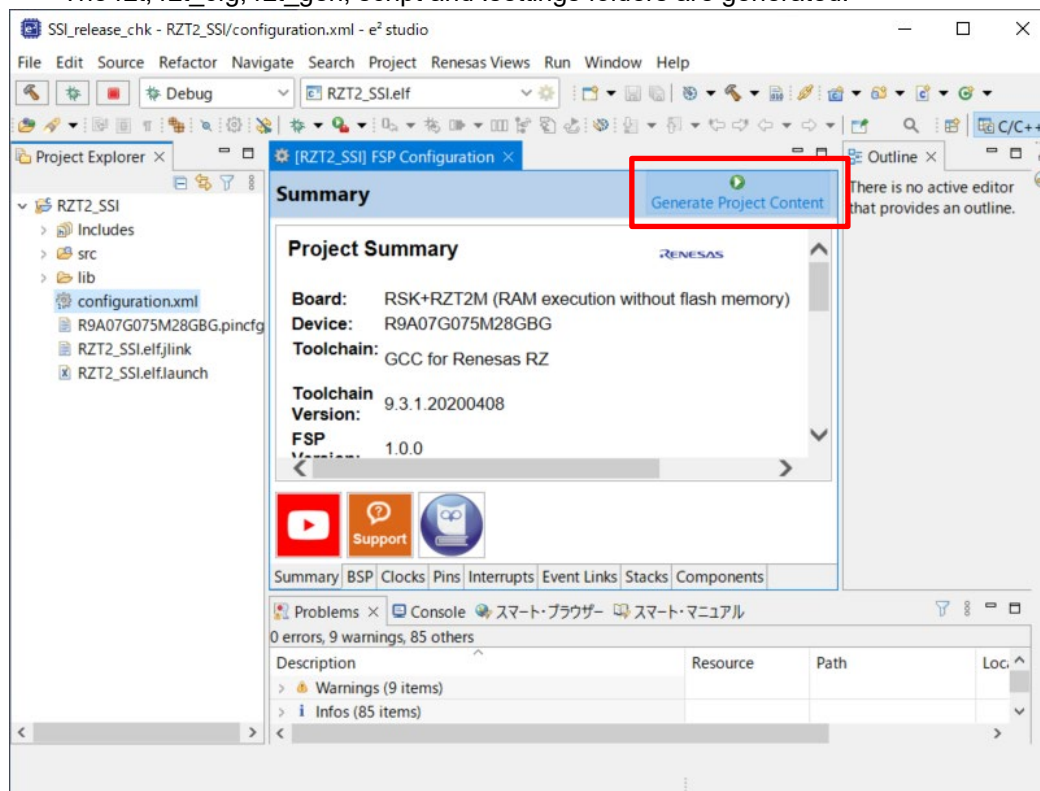 SSI_release_chk - RZT2_SSI/configuration.xml - e² studio
File Edit Source Refactor Navigate Search Project Renesas Views Run Window Help
Debug RZT2_SSI.elf
C/C++
Project Explorer
[RZT2_SSI] FSP Configuration
Outline
Summary
Generate Project Content
There is no active editor
that provides an outline.
RZT2_SSI
Includes
src
lib
configuration.xml
R9A07G075M28GBG.pincfg
RZT2_SSI.elf.jlink
RZT2_SSI.elf.launch
Project Summary
RENESAS
Board: RSK+RZT2M (RAM execution without flash memory)
Device: R9A07G075M28GBG
Toolchain: GCC for Renesas RZ
Toolchain
Version: 9.3.1.20200408
FSP
Version: 1.0.0
Support
Summary BSP Clocks Pins Interrupts Event Links Stacks Components
Problems Console スマート・ブラウザー スマート・マニュアル
0 errors, 9 warnings, 85 others
Description Resource Path
Warnings (9 items)
Infos (85 items)